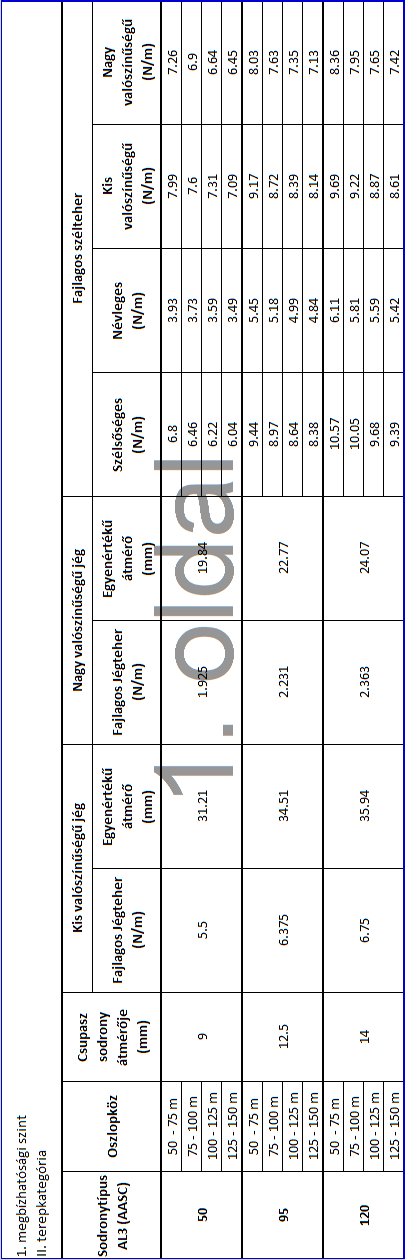 1. megbízhatósági szint
II. terepkategória
Sodronytípus AL3 (AASC) | Oszlopköz | Csupasz sodrony átmérője (mm) | Kis valószínűségű jég | Nagy valószínűségű jég | Fajlagos szélteher
Fajlagos Jégteher (N/m) | Egyenértékű átmérő (mm) | Fajlagos Jégteher (N/m) | Egyenértékű átmérő (mm) | Szélsőséges (N/m) | Névleges (N/m) | Kis valószínűségű (N/m) | Nagy valószínűségű (N/m)
50 | 50 - 75 m | 9 | 5.5 | 31.21 | 1.925 | 19.84 | 6.8 | 3.93 | 7.99 | 7.26
75 - 100 m | 6.46 | 3.73 | 7.6 | 6.9
100 - 125 m | 6.22 | 3.59 | 7.31 | 6.64
125 - 150 m | 6.04 | 3.49 | 7.09 | 6.45
95 | 50 - 75 m | 12.5 | 6.375 | 34.51 | 2.231 | 22.77 | 9.44 | 5.45 | 9.17 | 8.03
75 - 100 m | 8.97 | 5.18 | 8.72 | 7.63
100 - 125 m | 8.64 | 4.99 | 8.39 | 7.35
125 - 150 m | 8.38 | 4.84 | 8.14 | 7.13
120 | 50 - 75 m | 14 | 6.75 | 35.94 | 2.363 | 24.07 | 10.57 | 6.11 | 9.69 | 8.36
75 - 100 m | 10.05 | 5.81 | 9.22 | 7.95
100 - 125 m | 9.68 | 5.59 | 8.87 | 7.65
125 - 150 m | 9.39 | 5.42 | 8.61 | 7.42
1. oldal